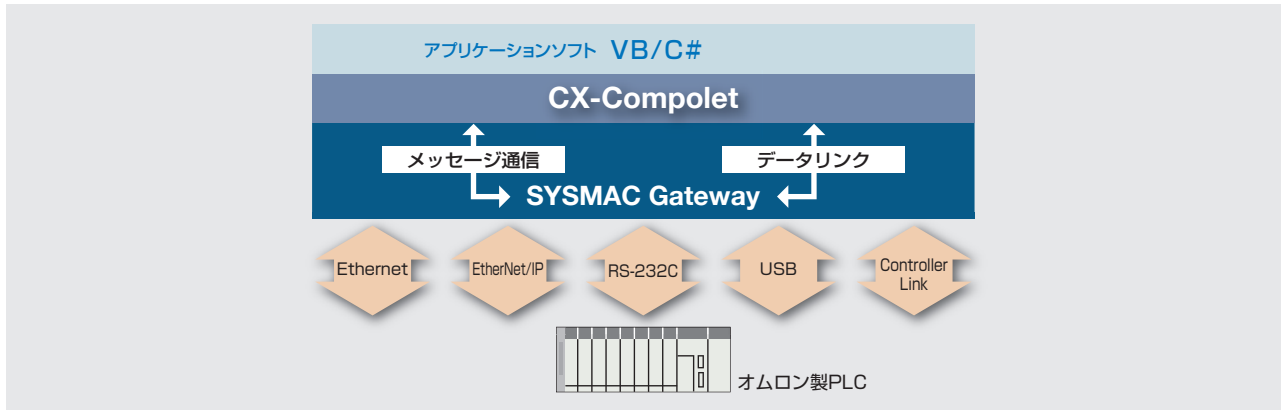 アプリケーションソフト VB/C#
CX-Compolet
メッセージ通信
データリンク
SYSMAC Gateway
Ethernet
EtherNet/IP
RS-232C
USB
Controller
Link
オムロン製PLC